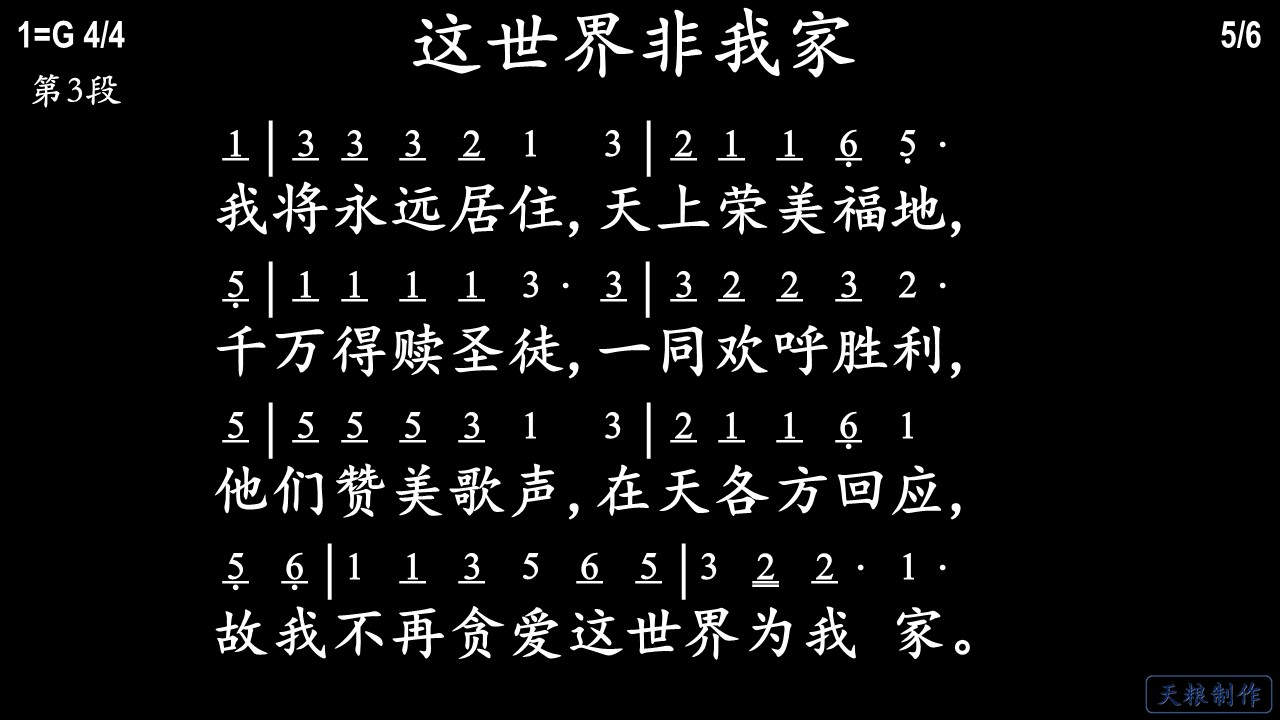 1=G 4/4
这世界非我家
5/6
第3段
1 | 3 3 3 2 1 3 | 2 1 1 6 5 ·
我将永远居住,天上荣美福地,
5 | 1 1 1 1 3 · 3 | 3 2 2 3 2 ·
千万得赎圣徒,一同欢呼胜利,
5 | 5 5 5 3 1 3 | 2 1 1 6 1
他们赞美歌声,在天各方回应,
5 6 | 1 1 3 5 6 5 | 3 2 2 · 1 ·
故我不再贪爱这世界为我 家。
天粮制作